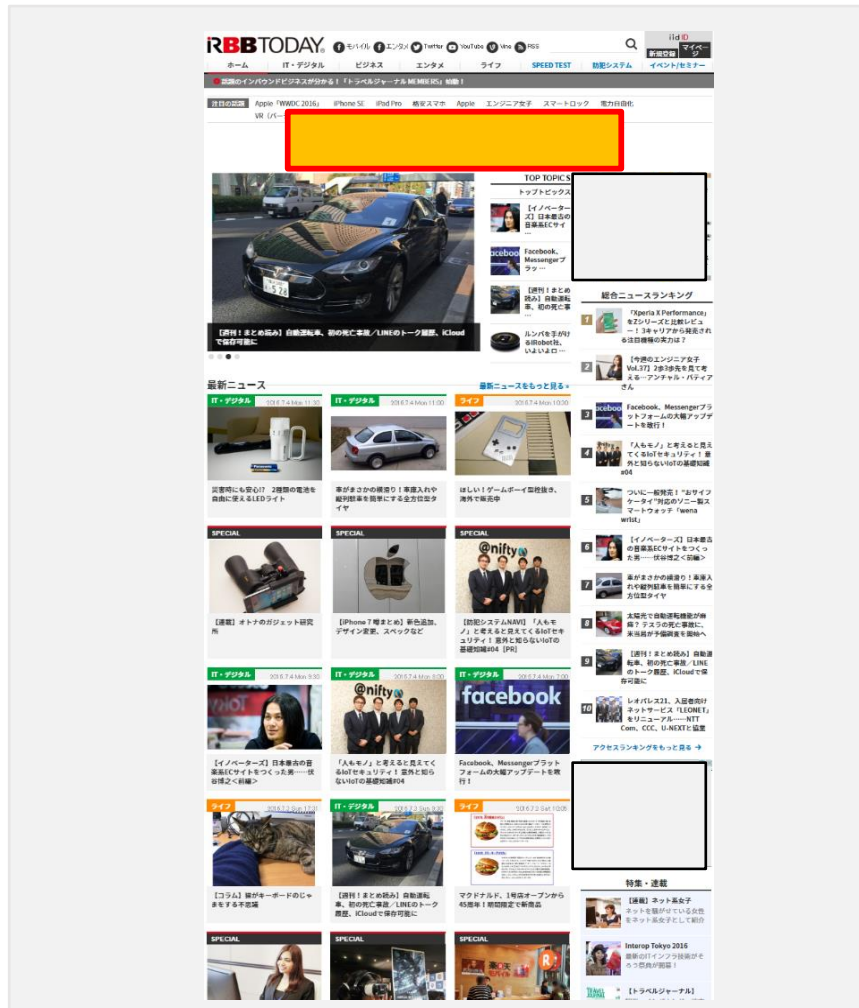 RBBTODAY
モバイル エンタメ Twitter YouTube Vine RSS
iid ID
新規登録 マイページ
ホーム IT・デジタル ビジネス エンタメ ライフ SPEED TEST 防犯システム イベント/セミナー
話題のインバウンドビジネスが分かる!「トラベルジャーナルMEMBERS」始動!
注目の話題 Apple「WWDC 2016」 iPhone SE iPad Pro 格安スマホ Apple エンジニア女子 スマートロック 電力自由化
VR
TOP TOPICS
トップトピックス
【イノベーター
ズ】日本最古の
音楽系ECサイ
…
Facebook、
Messengerプ
ラッ…
【週刊!まとめ
読み】自動運転
車、初の死亡事
…
ルンバを手がけ
るiRobot社、
いよいよロ…
【週刊!まとめ読み】自動運転車、初の死亡事故/LINEのトーク履歴、iCloud
で保存可能に
総合ニュースランキング
1 「Xperia X Performance」
をZシリーズと比較レビュ
ー!3キャリアから発売され
る注目機種の実力は?
2 【今週のエンジニア女子
Vol.37】2歩3歩先を見て考
える…アンチャル・バティア
さん
3 Facebook、Messengerプラ
ットフォームの大幅アップデ
ートを敢行!
4 「人もモノ」と考えると見え
てくるIoTセキュリティ! 意
外と知らないIoTの基礎知識
#04
5 ついに一般発売!“おサイフ
ケータイ”対応のソニー製ス
マートウォッチ「wena
wrist」
6 【イノベーターズ】日本最古
の音楽系ECサイトをつくっ
た男……伏谷博之<前編>
7 車がまさかの横滑り!車庫入
れや縦列駐車を簡単にする全
方位型タイヤ
8 太陽光で自動運転機能が麻
痺? テスラの死亡事故に、
米当局が予備調査を開始へ
9 【週刊!まとめ読み】自動運
転車、初の死亡事故/LINE
のトーク履歴、iCloudで保
存可能に
10 レオパレス21、入居者向け
ネットサービス「LEONET」
をリニューアル……NTT
Com、CCC、U-NEXTと協業
アクセスランキングをもっと見る →
最新ニュース 最新ニュースをもっと見る »
IT・デジタル 2016.7.4 Mon 11:30
災害時にも安心!? 2種類の電池を
自由に使えるLEDライト
IT・デジタル 2016.7.4 Mon 11:00
車がまさかの横滑り!車庫入れや
縦列駐車を簡単にする全方位型タ
イヤ
ライフ 2016.7.4 Mon 10:30
ほしい!ゲームボーイ型栓抜き、
海外で販売中
SPECIAL
【連載】オトナのガジェット研究
所
SPECIAL
【iPhone 7 噂まとめ】新色追加、
デザイン変更、スペックなど
SPECIAL
@nifty
【防犯システムNAVI】「人もモ
ノ」と考えると見えてくるIoTセキ
ュリティ! 意外と知らないIoTの
基礎知識#04 [PR]
IT・デジタル 2016.7.4 Mon 9:30
【イノベーターズ】日本最古の音
楽系ECサイトをつくった男……伏
谷博之<前編>
IT・デジタル 2016.7.4 Mon 8:00
@nifty
「人もモノ」と考えると見えてく
るIoTセキュリティ! 意外と知ら
ないIoTの基礎知識#04
IT・デジタル 2016.7.4 Mon 7:00
facebook
Facebook、Messengerプラット
フォームの大幅アップデートを敢
行!
ライフ 2016.7.3 Sun 17:31
【コラム】猫がキーボードのじゃ
まをする不思議
IT・デジタル
【週刊!まとめ読み】自動運転
車、初の死亡事故/LINEのトーク
履歴、iCloudで保存可能に
ライフ
マクドナルド、1号店オープンから
45周年!期間限定で新商品
特集・連載
【連載】ネット系女子
ネットを騒がせている女性
をネット系女子として紹介
Interop Tokyo 2016
最新のITインフラ技術がそ
ろう祭典が開幕!
【トラベルジャーナル】
SPECIAL
SPECIAL
SPECIAL
楽天
モバイル